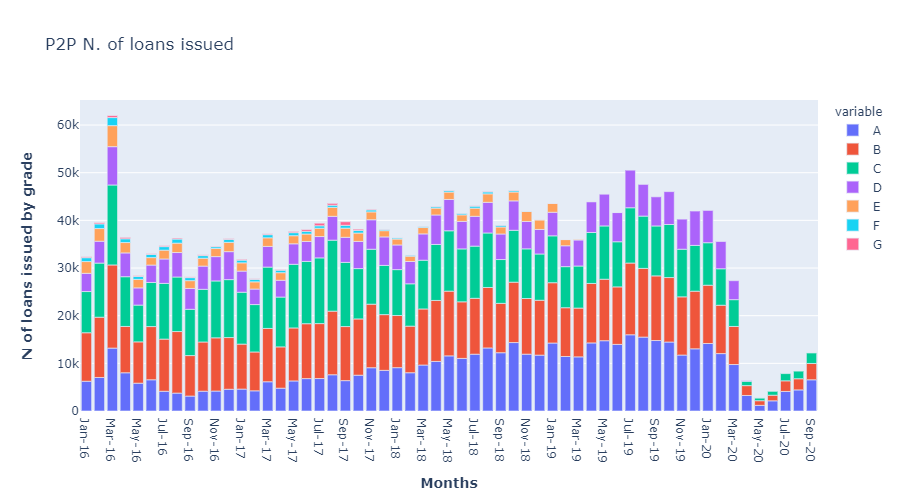 P2P N. of loans issued
variable
A
B
C
D
E
F
G
N of loans issued by grade
60k
50k
40k
30k
20k
10k
0
Jan-16
Mar-16
May-16
Jul-16
Sep-16
Nov-16
Jan-17
Mar-17
May-17
Jul-17
Sep-17
Nov-17
Jan-18
Mar-18
May-18
Jul-18
Sep-18
Nov-18
Jan-19
Mar-19
May-19
Jul-19
Sep-19
Nov-19
Jan-20
Mar-20
May-20
Jul-20
Sep-20
Months